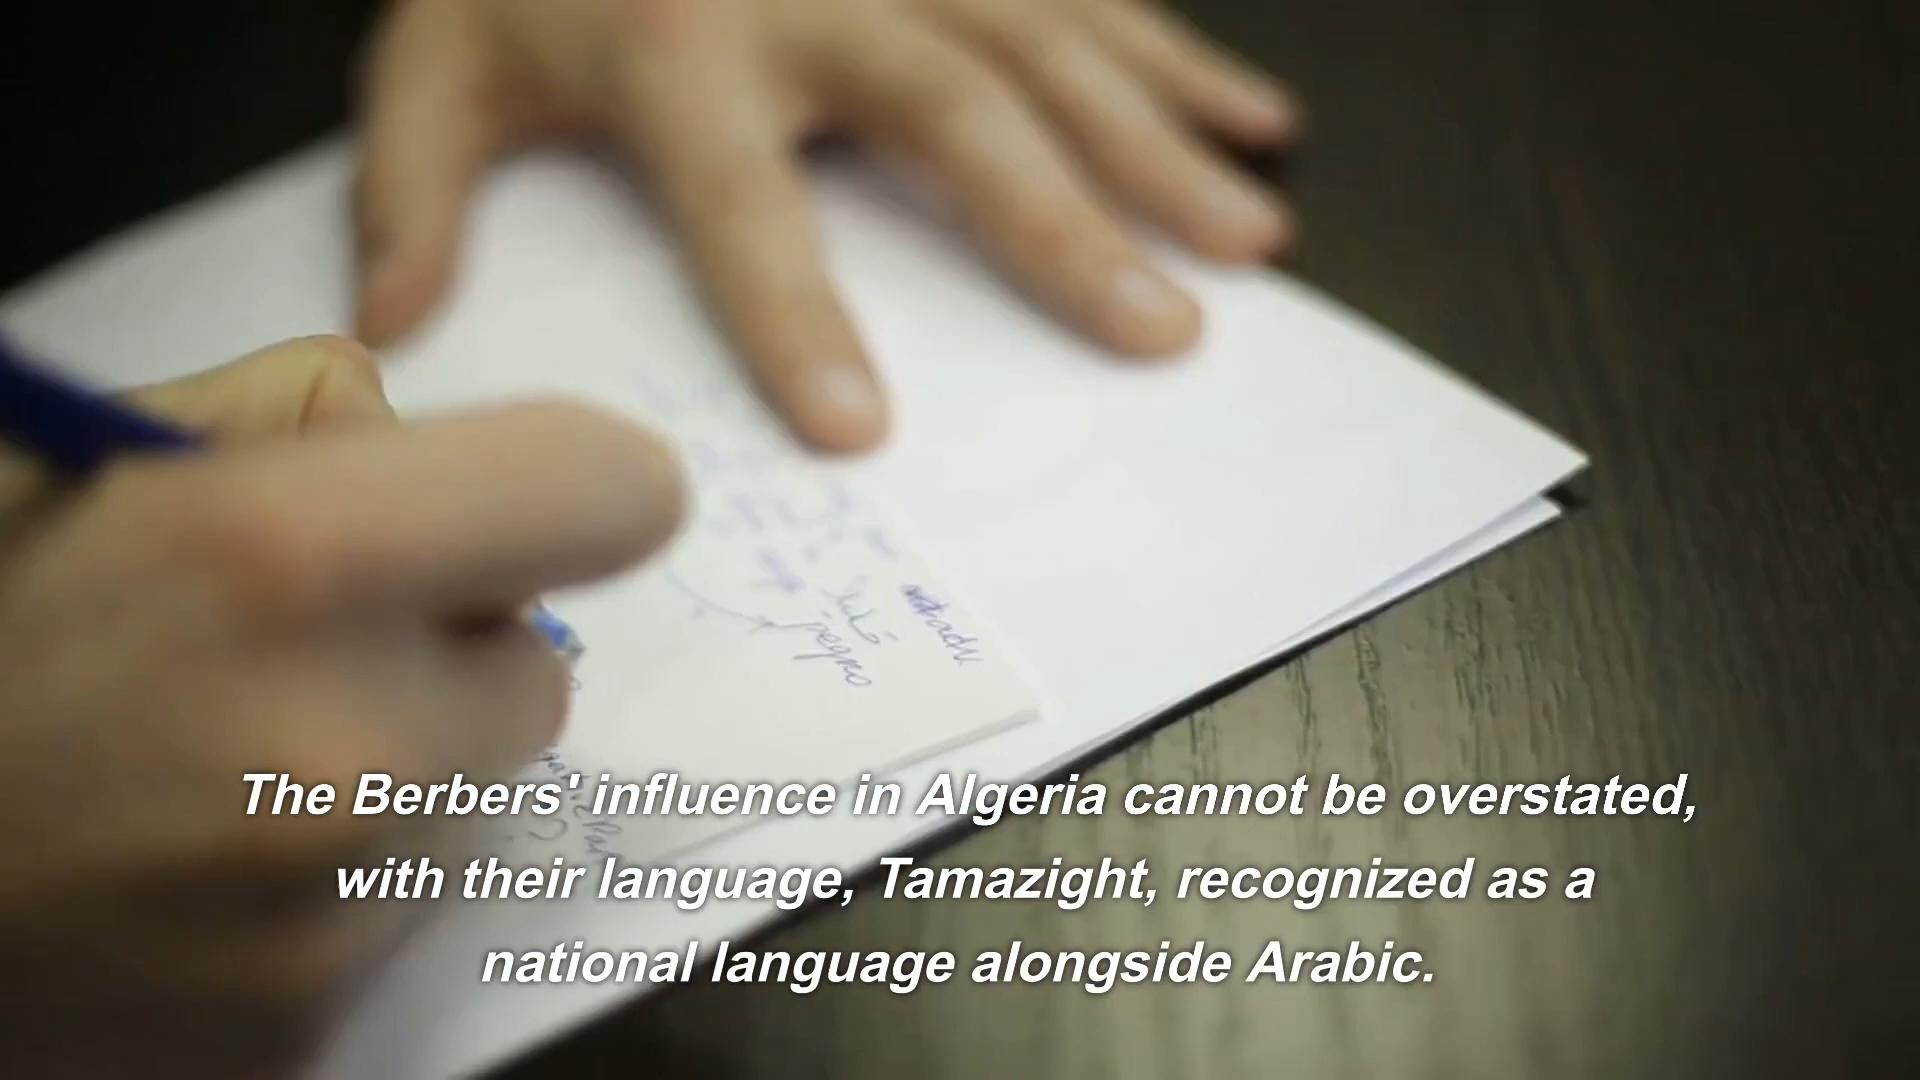 The Berbers' influence in Algeria cannot be overstated,
with their language, Tamazight, recognized as a
national language alongside Arabic.